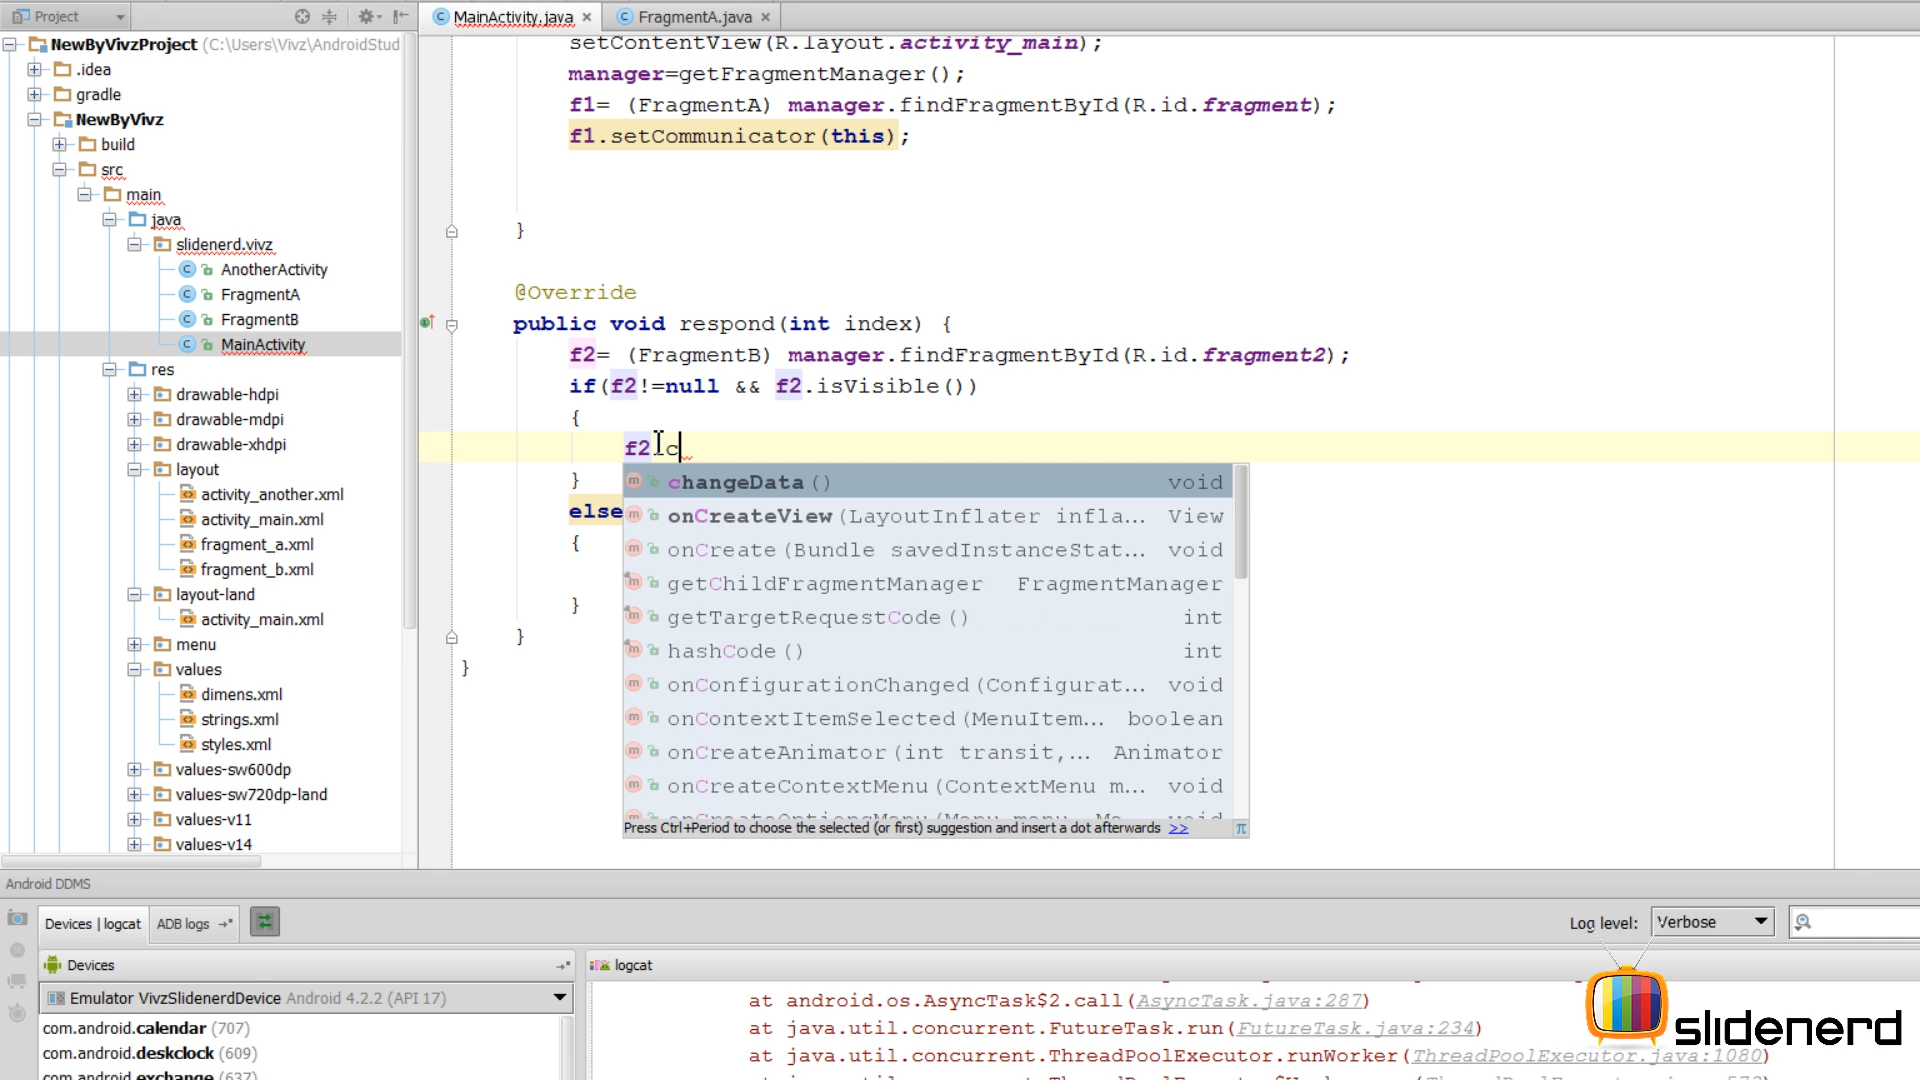 Project
MainActivity.java
FragmentA.java
NewByVivzProject (C:\Users\Vivz\AndroidStud
.idea
gradle
NewByVivz
build
src
main
java
slidenerd.vivz
AnotherActivity
FragmentA
FragmentB
MainActivity
res
drawable-hdpi
drawable-mdpi
drawable-xhdpi
layout
activity_another.xml
activity_main.xml
fragment_a.xml
fragment_b.xml
layout-land
activity_main.xml
menu
values
dimens.xml
strings.xml
styles.xml
values-sw600dp
values-sw720dp-land
values-v11
values-v14
setContentView(R.layout.activity_main);
manager=getFragmentManager();
f1= (FragmentA) manager.findFragmentById(R.id.fragment);
f1.setCommunicator(this);
}
@Override
public void respond(int index) {
f2= (FragmentB) manager.findFragmentById(R.id.fragment2);
if(f2!=null && f2.isVisible())
{
f2.c
}
else
{
}
}
}
changeData() void
onCreateView(LayoutInflater infla... View
onCreate(Bundle savedInstanceStat... void
getChildFragmentManager FragmentManager
getTargetRequestCode() int
hashCode() int
onConfigurationChanged(Configurat... void
onContextItemSelected(MenuItem... boolean
onCreateAnimator(int transit,... Animator
onCreateContextMenu(ContextMenu m... void
Press Ctrl+Period to choose the selected (or first) suggestion and insert a dot afterwards >>
Android DDMS
Devices | logcat
ADB logs
Log level: Verbose
Devices
logcat
Emulator VivzSlidenerdDevice Android 4.2.2 (API 17)
com.android.calendar (707)
com.android.deskclock (609)
com.android.exchange (637)
at android.os.AsyncTask$2.call(AsyncTask.java:287)
at java.util.concurrent.FutureTask.run(FutureTask.java:234)
at java.util.concurrent.ThreadPoolExecutor.runWorker(ThreadPoolExecutor.java:1080)
slidenerd